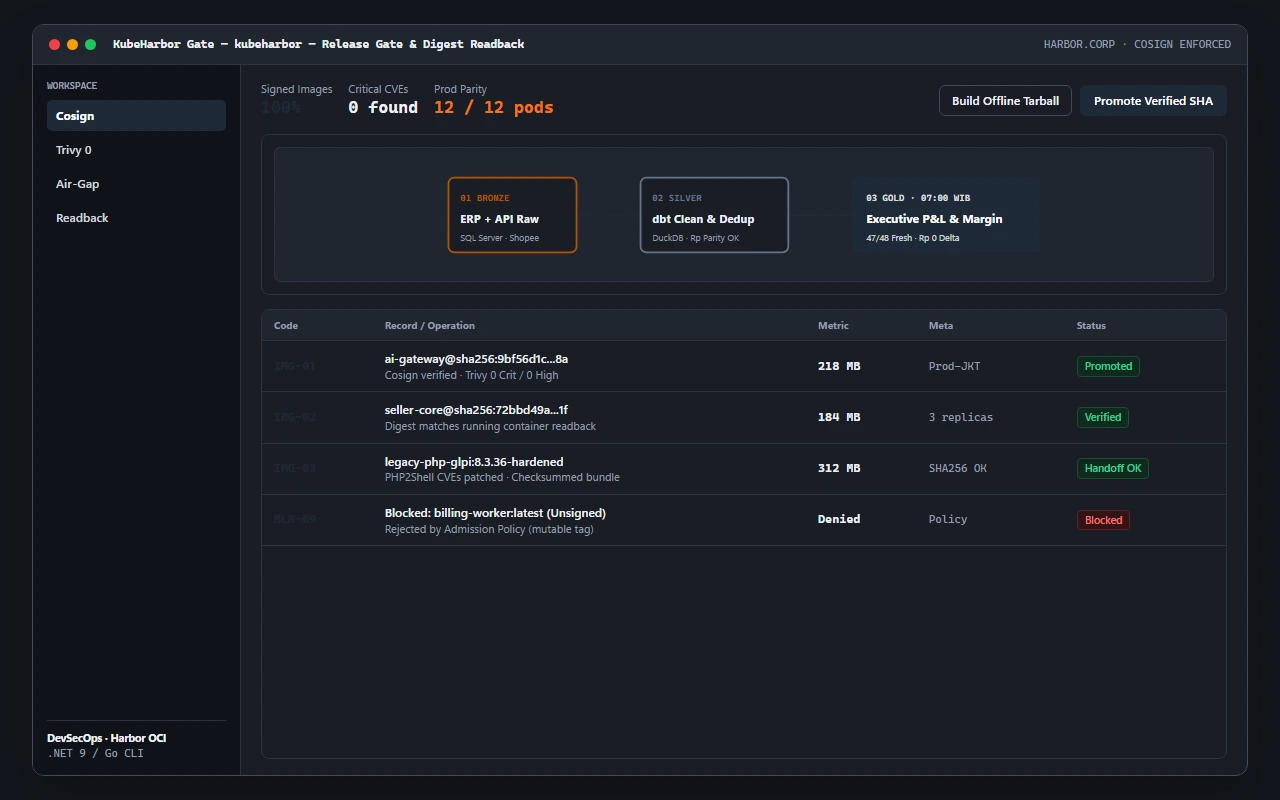 KubeHarbor Gate — kubeharbor — Release Gate & Digest Readback
HARBOR.CORP · COSIGN ENFORCED
WORKSPACE
Cosign
Trivy 0
Air-Gap
Readback
DevSecOps · Harbor OCI
.NET 9 / Go CLI
Signed Images
100%
Critical CVEs
0 found
Prod Parity
12 / 12 pods
Build Offline Tarball
Promote Verified SHA
01 BRONZE
ERP + API Raw
SQL Server · Shopee
02 SILVER
dbt Clean & Dedup
DuckDB · Rp Parity OK
03 GOLD · 07:00 WIB
Executive P&L & Margin
47/48 Fresh · Rp 0 Delta
Code Record / Operation Metric Meta Status
IMG-01 ai-gateway@sha256:9bf56d1c…8a 218 MB Prod-JKT Promoted
Cosign verified · Trivy 0 Crit / 0 High
IMG-02 seller-core@sha256:72bbd49a…1f 184 MB 3 replicas Verified
Digest matches running container readback
IMG-03 legacy-php-glpi:8.3.36-hardened 312 MB SHA256 OK Handoff OK
PHP2Shell CVEs patched · Checksummed bundle
Blocked: billing-worker:latest (Unsigned) Denied Policy Blocked
Rejected by Admission Policy (mutable tag)